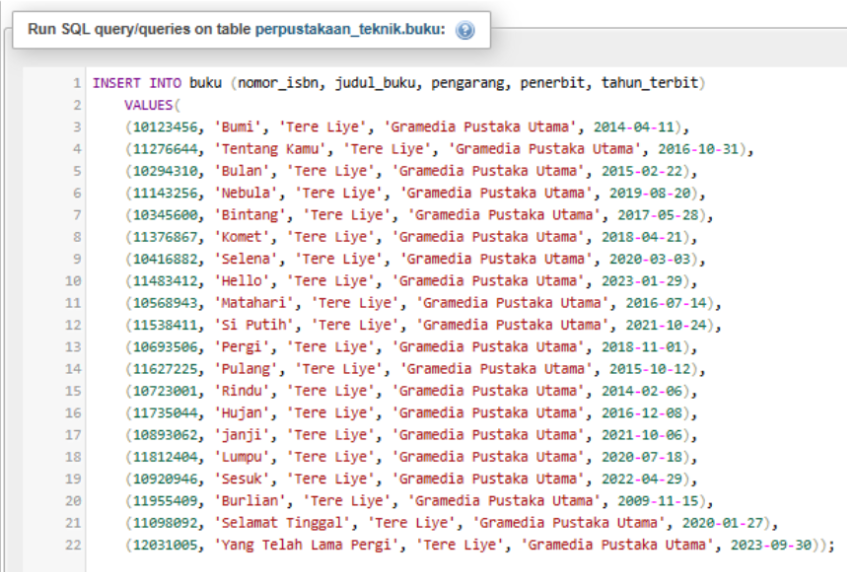 Run SQL query/queries on table perpustakaan_teknik.buku:
1 INSERT INTO buku (nomor_isbn, judul_buku, pengarang, penerbit, tahun_terbit)
2 VALUES(
3 (10123456, 'Bumi', 'Tere Liye', 'Gramedia Pustaka Utama', 2014-04-11),
4 (11276644, 'Tentang Kamu', 'Tere Liye', 'Gramedia Pustaka Utama', 2016-10-31),
5 (10294310, 'Bulan', 'Tere Liye', 'Gramedia Pustaka Utama', 2015-02-22),
6 (11143256, 'Nebula', 'Tere Liye', 'Gramedia Pustaka Utama', 2019-08-20),
7 (10345600, 'Bintang', 'Tere Liye', 'Gramedia Pustaka Utama', 2017-05-28),
8 (11376867, 'Komet', 'Tere Liye', 'Gramedia Pustaka Utama', 2018-04-21),
9 (10416882, 'Selena', 'Tere Liye', 'Gramedia Pustaka Utama', 2020-03-03),
10 (11483412, 'Hello', 'Tere Liye', 'Gramedia Pustaka Utama', 2023-01-29),
11 (10568943, 'Matahari', 'Tere Liye', 'Gramedia Pustaka Utama', 2016-07-14),
12 (11538411, 'Si Putih', 'Tere Liye', 'Gramedia Pustaka Utama', 2021-10-24),
13 (10693506, 'Pergi', 'Tere Liye', 'Gramedia Pustaka Utama', 2018-11-01),
14 (11627225, 'Pulang', 'Tere Liye', 'Gramedia Pustaka Utama', 2015-10-12),
15 (10723001, 'Rindu', 'Tere Liye', 'Gramedia Pustaka Utama', 2014-02-06),
16 (11735044, 'Hujan', 'Tere Liye', 'Gramedia Pustaka Utama', 2016-12-08),
17 (10893062, 'janji', 'Tere Liye', 'Gramedia Pustaka Utama', 2021-10-06),
18 (11812404, 'Lumpu', 'Tere Liye', 'Gramedia Pustaka Utama', 2020-07-18),
19 (10920946, 'Sesuk', 'Tere Liye', 'Gramedia Pustaka Utama', 2022-04-29),
20 (11955409, 'Burlian', 'Tere Liye', 'Gramedia Pustaka Utama', 2009-11-15),
21 (11098092, 'Selamat Tinggal', 'Tere Liye', 'Gramedia Pustaka Utama', 2020-01-27),
22 (12031005, 'Yang Telah Lama Pergi', 'Tere Liye', 'Gramedia Pustaka Utama', 2023-09-30));